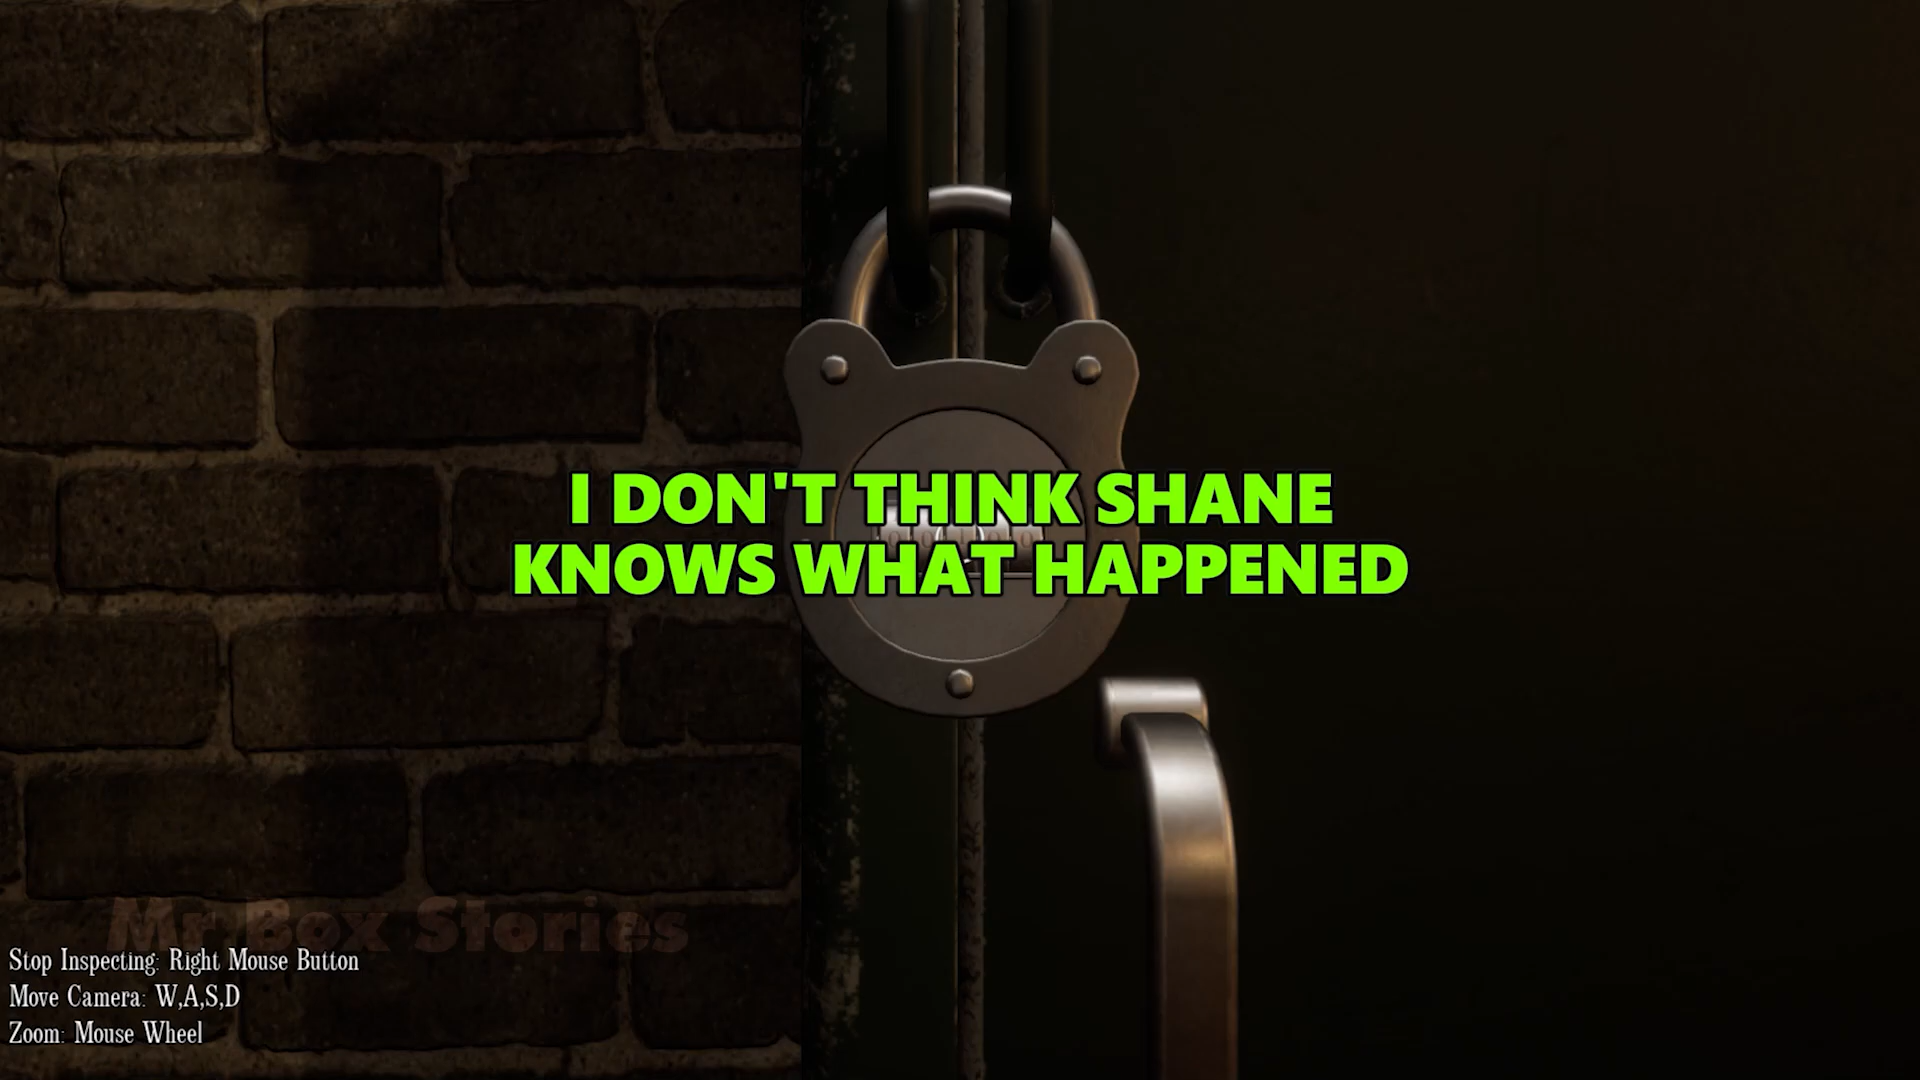 I DON'T THINK SHANE
KNOWS WHAT HAPPENED
Mr Box Stories
Stop Inspecting: Right Mouse Button
Move Camera: W,A,S,D
Zoom: Mouse Wheel